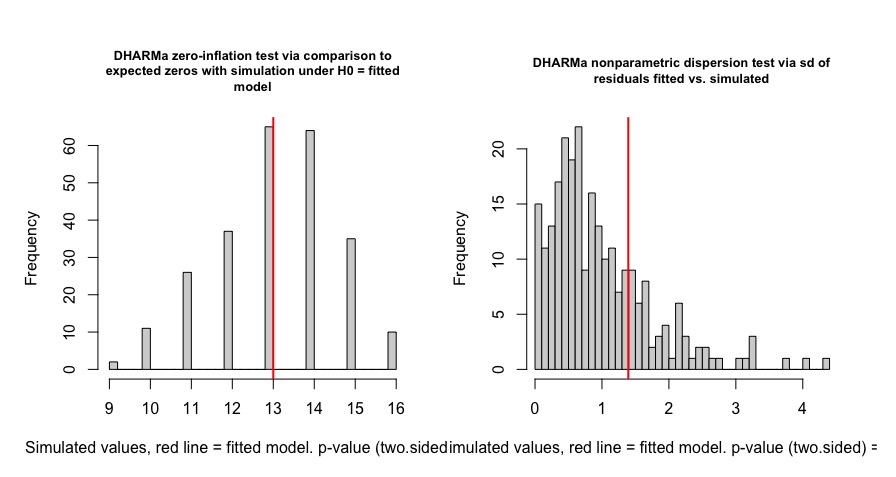 DHARMa zero-inflation test via comparison to
expected zeros with simulation under H0 = fitted
model
Frequency
0
10
20
30
40
50
60
9 10 11 12 13 14 15 16
DHARMa nonparametric dispersion test via sd of
residuals fitted vs. simulated
Frequency
0
5
10
15
20
0 1 2 3 4
Simulated values, red line = fitted model. p-value (two.sedimulated values, red line = fitted model. p-value (two.sided) =